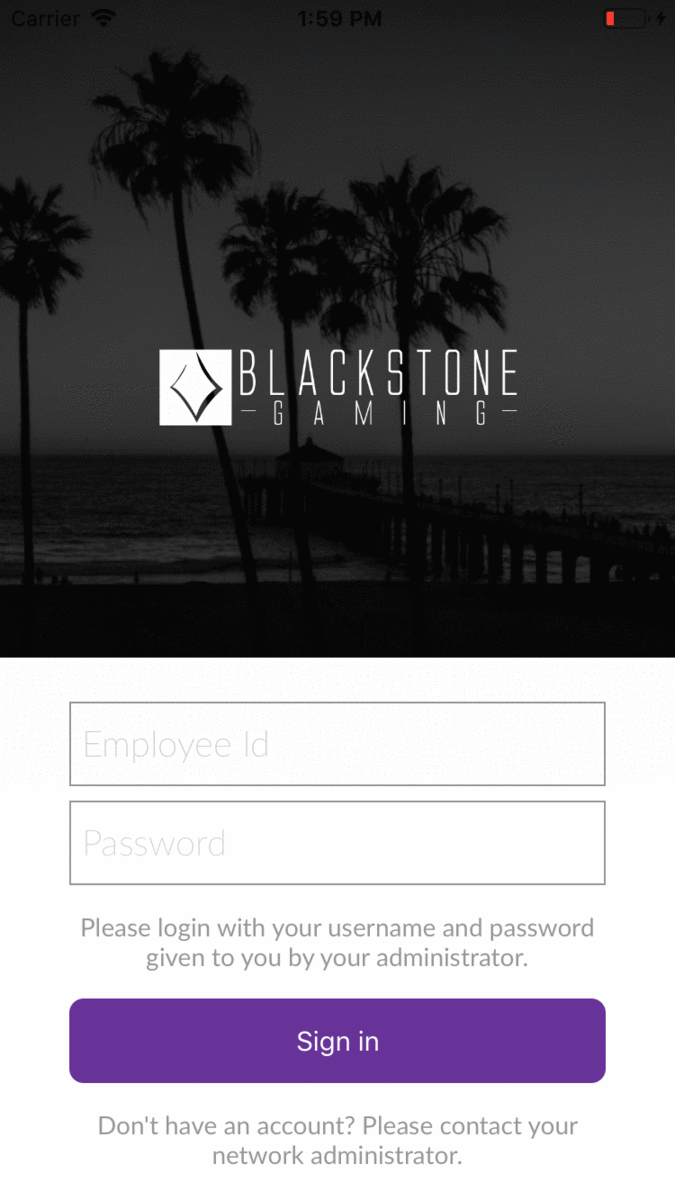 Carrier 1:59 PM
BLACKSTONE
GAMING
Employee Id
Password
Please login with your username and password
given to you by your administrator.
Sign in
Don't have an account? Please contact your
network administrator.